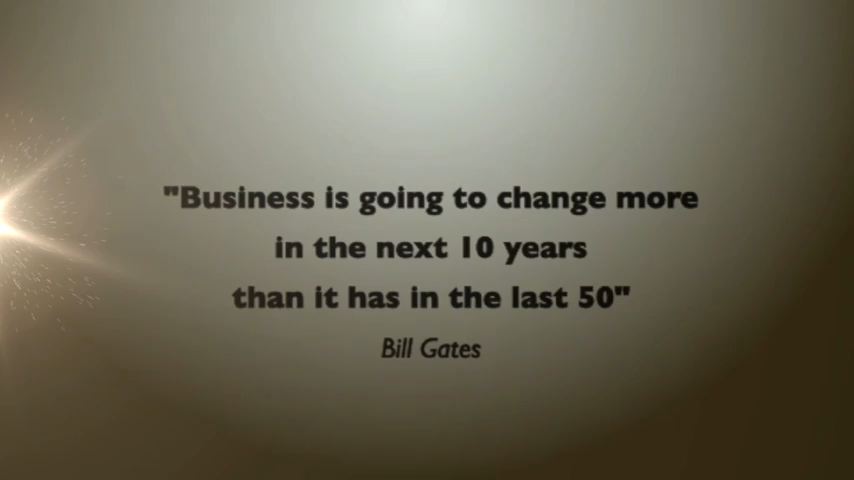 "Business is going to change more
in the next 10 years
than it has in the last 50"
Bill Gates